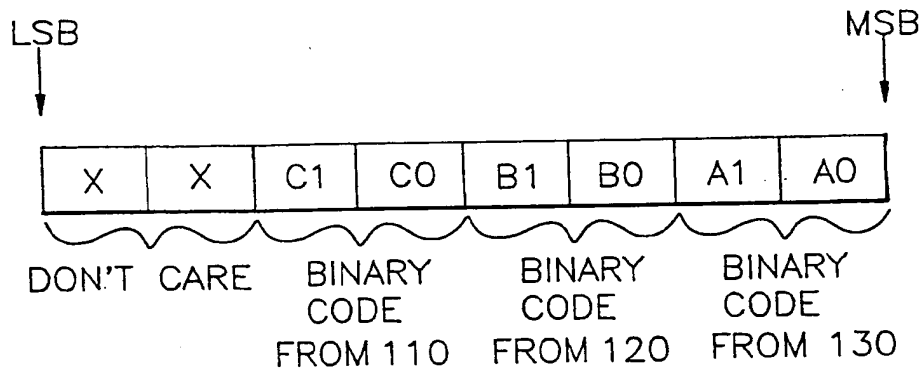 LSB
MSB
X X C1 C0 B1 B0 A1 A0
DON'T CARE
BINARY
CODE
FROM 110
BINARY
CODE
FROM 120
BINARY
CODE
FROM 130